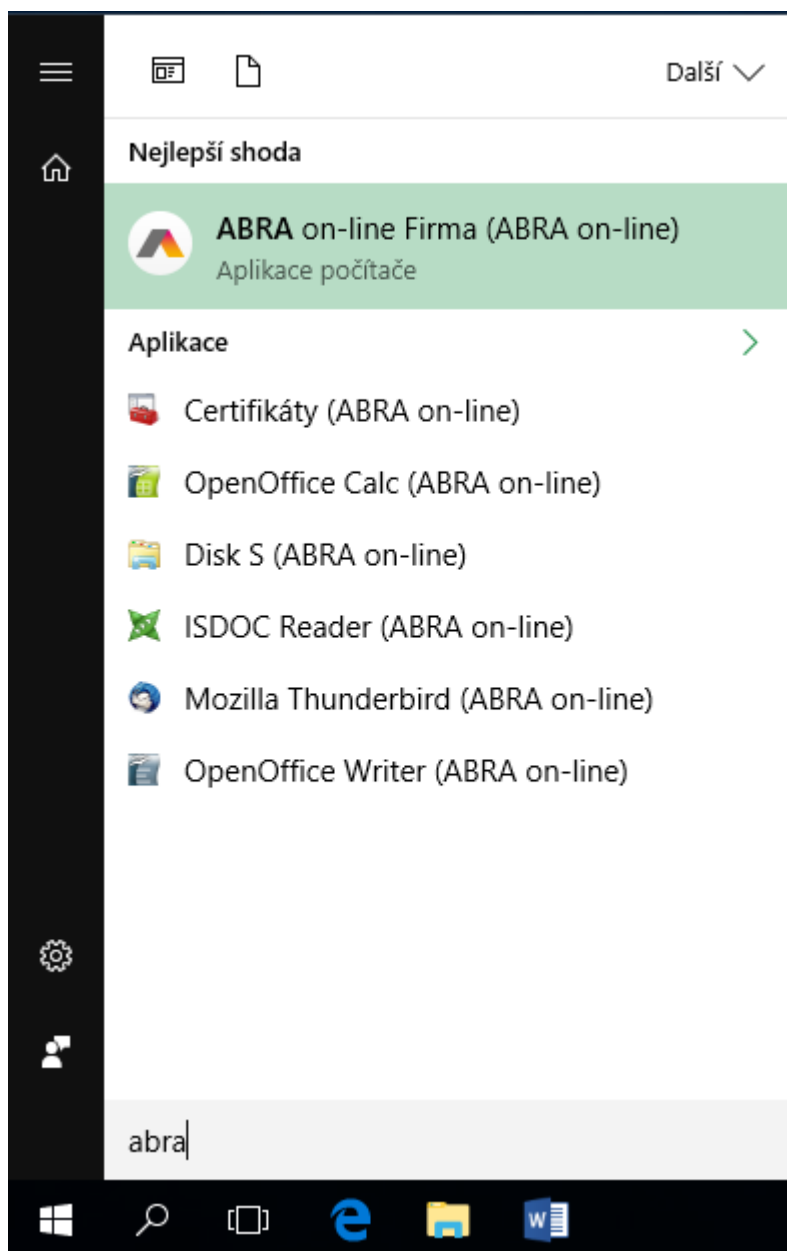 Další
Nejlepší shoda
ABRA on-line Firma (ABRA on-line)
Aplikace počítače
Aplikace
Certifikáty (ABRA on-line)
OpenOffice Calc (ABRA on-line)
Disk S (ABRA on-line)
ISDOC Reader (ABRA on-line)
Mozilla Thunderbird (ABRA on-line)
OpenOffice Writer (ABRA on-line)
abra